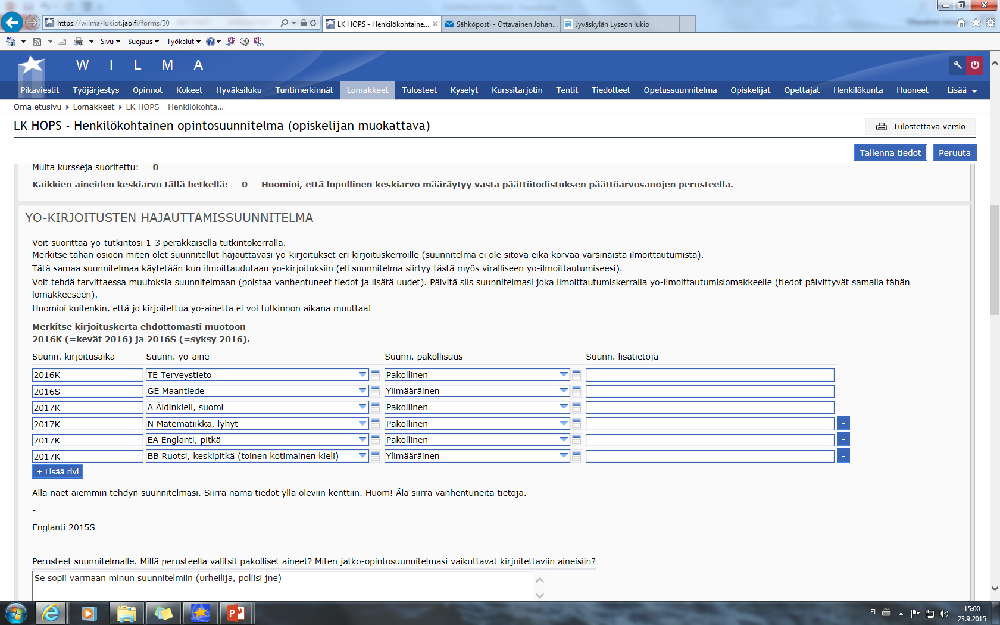 https://wilma-lukiot.jao.fi/forms/30
LK HOPS - Henkilökohtaine...
Sähköposti - Ottavainen Johan...
Jyväskylän Lyseon lukio
Sivu
Suojaus
Työkalut
W I L M A
Pikaviestit Työjärjestys Opinnot Kokeet Hyväksiluku Tuntimerkinnät Lomakkeet Tulosteet Kyselyt Kurssitarjotin Tentit Tiedotteet Opetussuunnitelma Opiskelijat Opettajat Henkilökunta Huoneet Lisää
Oma etusivu Lomakkeet LK HOPS - Henkilökohta...
LK HOPS - Henkilökohtainen opintosuunnitelma (opiskelijan muokattava)
Tulostettava versio
Tallenna tiedot Peruuta
Muita kursseja suoritettu: 0
Kaikkien aineiden keskiarvo tällä hetkellä: 0 Huomioi, että lopullinen keskiarvo määräytyy vasta päättötodistuksen päättöarvosanojen perusteella.
YO-KIRJOITUSTEN HAJAUTTAMISSUUNNITELMA
Voit suorittaa yo-tutkintosi 1-3 peräkkäisellä tutkintokerralla.
Merkitse tähän osioon miten olet suunnitellut hajauttavasi yo-kirjoitukset eri kirjoituskerroille (suunnitelma ei ole sitova eikä korvaa varsinaista ilmoittautumista).
Tätä samaa suunnitelmaa käytetään kun ilmoittaudutaan yo-kirjoituksiin (eli suunnitelma siirtyy tästä myös viralliseen yo-ilmoittautumiseesi).
Voit tehdä tarvittaessa muutoksia suunnitelmaan (poistaa vanhentuneet tiedot ja lisätä uudet). Päivitä siis suunnitelmasi joka ilmoittautumiskerralla yo-ilmoittautumislomakkeelle (tiedot päivittyvät samalla tähän
lomakkeeseen).
Huomioi kuitenkin, että jo kirjoitettua yo-ainetta ei voi tutkinnon aikana muuttaa!
Merkitse kirjoituskerta ehdottomasti muotoon
2016K (=kevät 2016) ja 2016S (=syksy 2016).
Suunn. kirjoitusaika Suunn. yo-aine Suunn. pakollisuus Suunn. lisätietoja
2016K TE Terveystieto Pakollinen
2016S GE Maantiede Ylimääräinen
2017K A Äidinkieli, suomi Pakollinen
2017K N Matematiikka, lyhyt Pakollinen -
2017K EA Englanti, pitkä Pakollinen -
2017K BB Ruotsi, keskipitkä (toinen kotimainen kieli) Ylimääräinen -
+ Lisää rivi
Alla näet aiemmin tehdyn suunnitelmasi. Siirrä nämä tiedot yllä oleviin kenttiin. Huom! Älä siirrä vanhentuneita tietoja.
-
Englanti 2015S
-
Perusteet suunnitelmalle. Millä perusteella valitsit pakolliset aineet? Miten jatko-opintosuunnitelmasi vaikuttavat kirjoitettaviin aineisiin?
Se sopii varmaan minun suunnitelmiin (urheilija, poliisi jne)
FI
15:00
23.9.2015